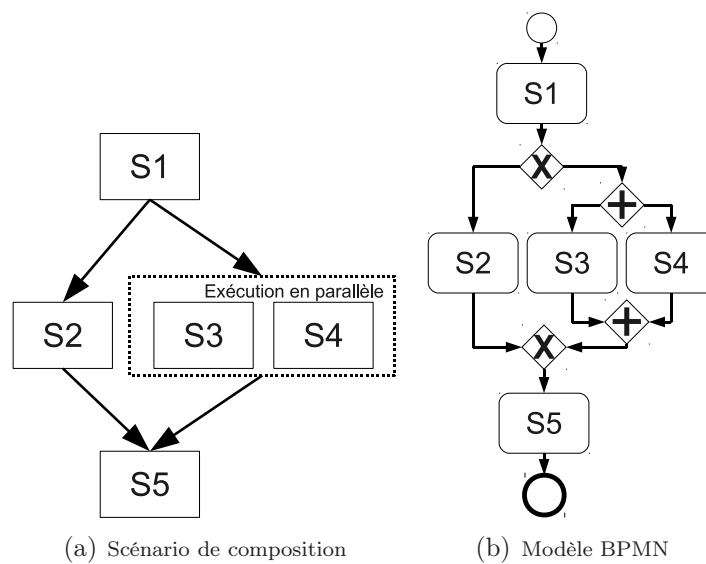 S1
Exécution en parallèle
S2
S3
S4
S5
(a) Scénario de composition
S1
X
+
S2
S3
S4
+
X
S5
(b) Modèle BPMN